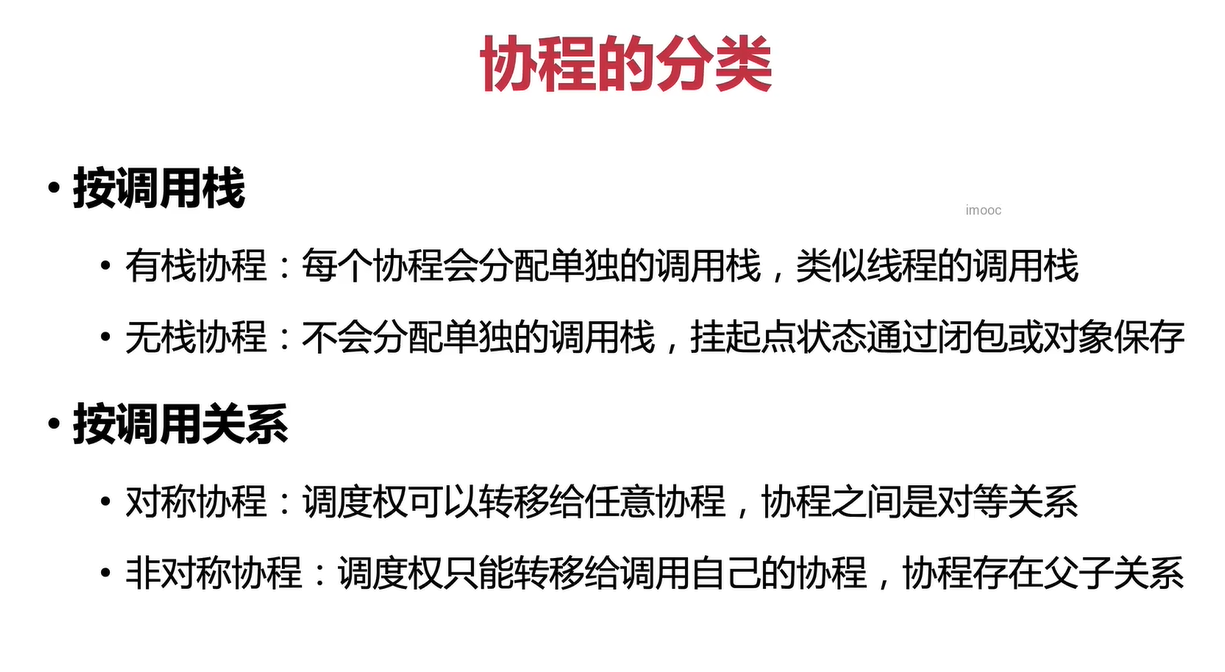 协程的分类
• 按调用栈
imooc
• 有栈协程：每个协程会分配单独的调用栈，类似线程的调用栈
• 无栈协程：不会分配单独的调用栈，挂起点状态通过闭包或对象保存
• 按调用关系
• 对称协程：调度权可以转移给任意协程，协程之间是对等关系
• 非对称协程：调度权只能转移给调用自己的协程，协程存在父子关系